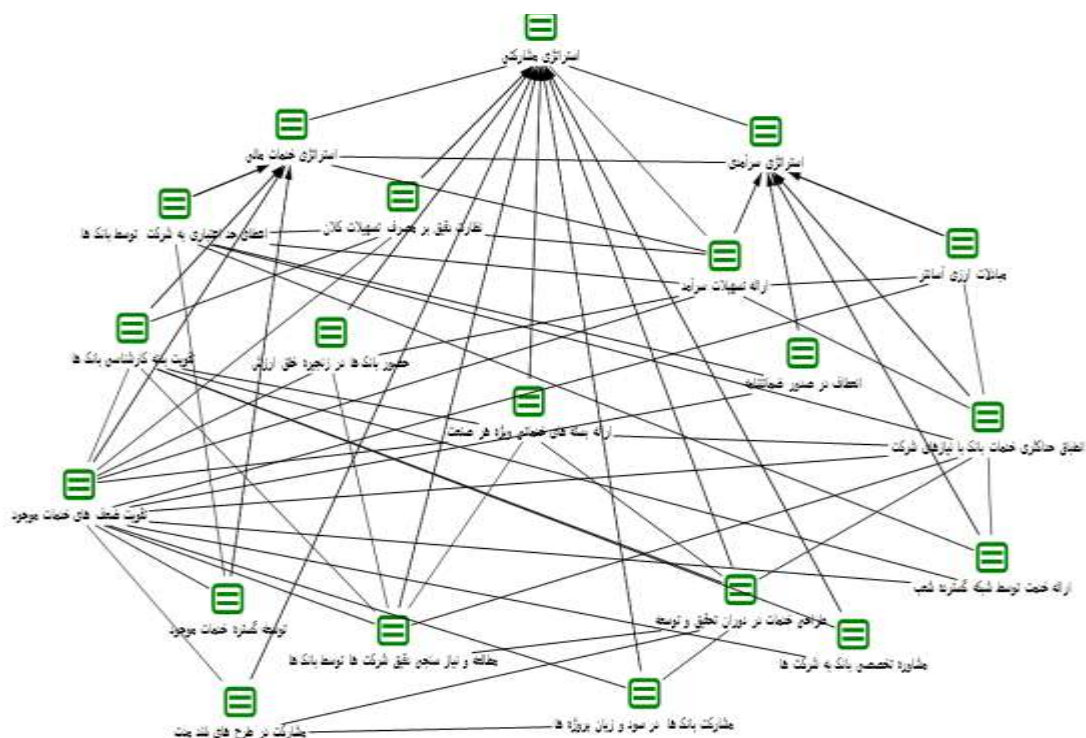 استراتژی مشارکتی
استراتژی خدمات مالی
استراتژی سرآمدی
اعطای حد اعتباری به شرکت توسط بانک ها
نظارت دقیق بر مصرف تسهیلات کلان
ارائه تسهیلات سرآمد
مبادلات ارزی آسانتر
تقویت بدنه کارشناسی بانک ها
حضور بانک ها در زنجیره خلق ارزش
انعطاف در صدور ضمانتنامه
ارائه بسته های خدماتی ویژه هر صنعت
انطباق حداکثری خدمات بانک با نیازهای شرکت
تقویت ضعف های خدمات موجود
ارائه خدمت توسط شبکه گسترده شعب
توسعه گستره خدمات موجود
مطالعه و نیاز سنجی دقیق شرکت ها توسط بانک ها
طراحی خدمات در دوران تحقیق و توسعه
مشاوره تخصصی بانک به شرکت ها
مشارکت در طرح های بلند مدت
مشارکت بانک ها در سود و زیان پروژه ها